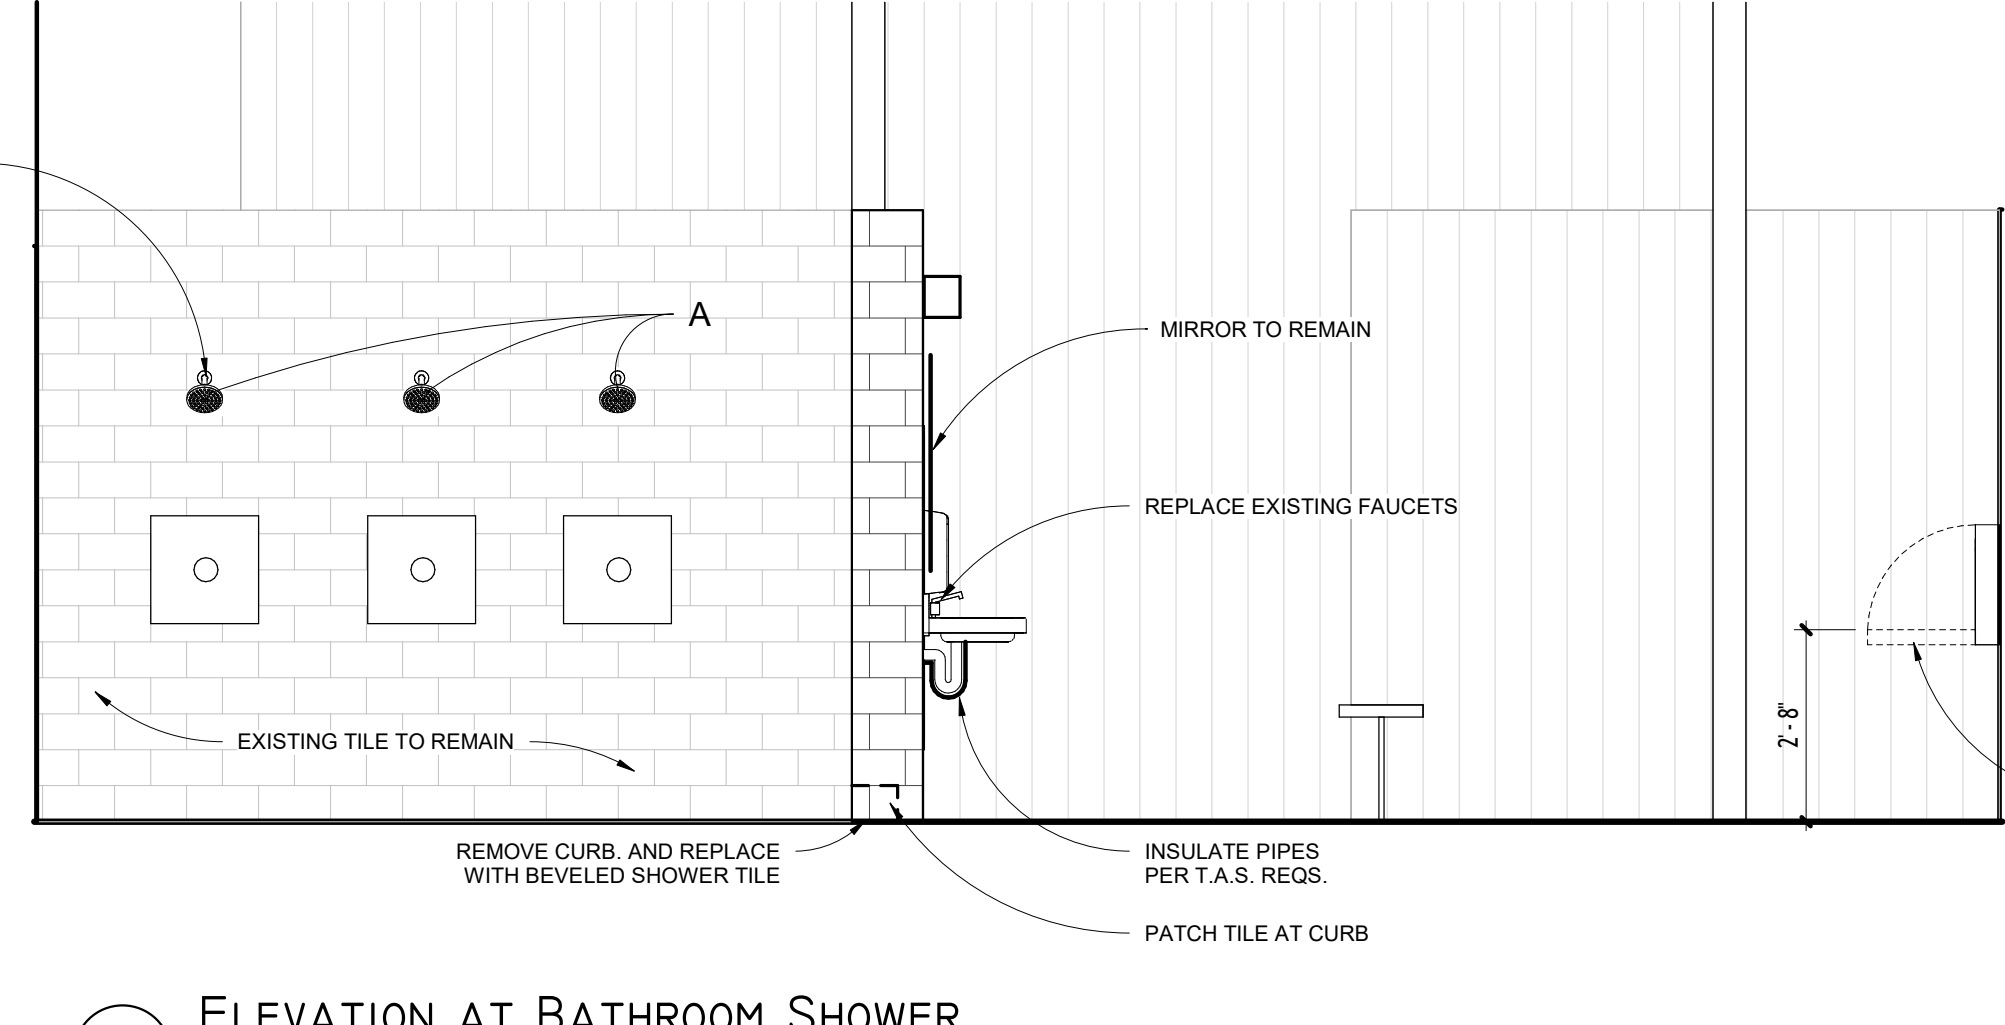 A
MIRROR TO REMAIN
REPLACE EXISTING FAUCETS
2' - 8"
EXISTING TILE TO REMAIN
REMOVE CURB. AND REPLACE
WITH BEVELED SHOWER TILE
INSULATE PIPES
PER T.A.S. REQS.
PATCH TILE AT CURB
ELEVATION AT BATHROOM SHOWER